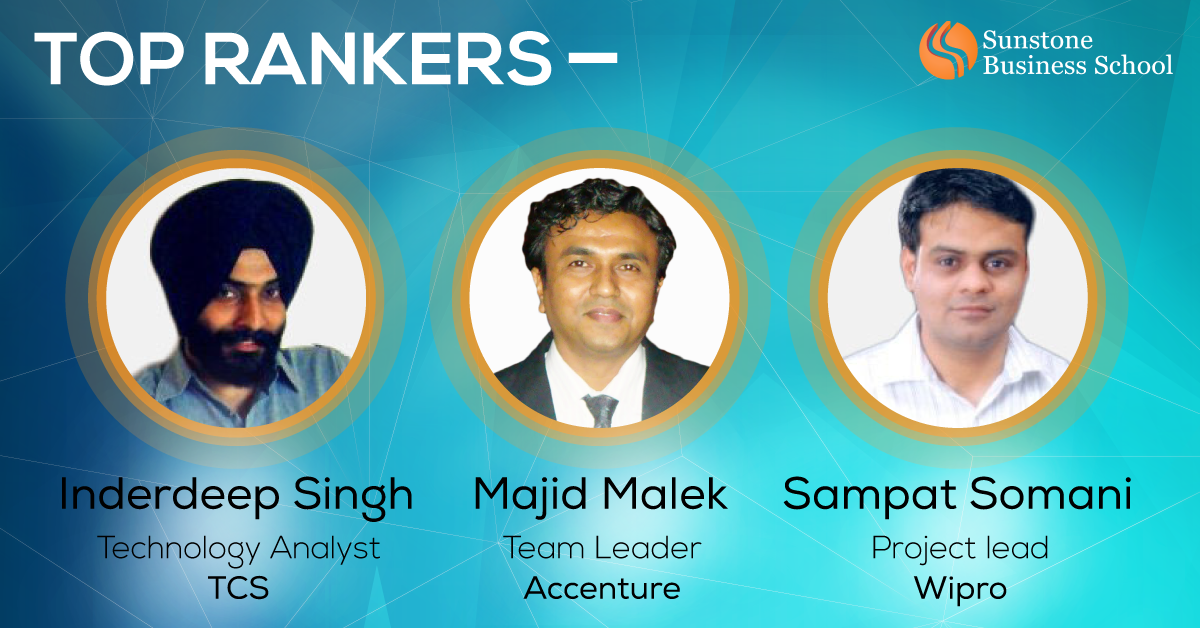 TOP RANKERS –
Sunstone
Business School
Inderdeep Singh
Technology Analyst
TCS
Majid Malek
Team Leader
Accenture
Sampat Somani
Project lead
Wipro